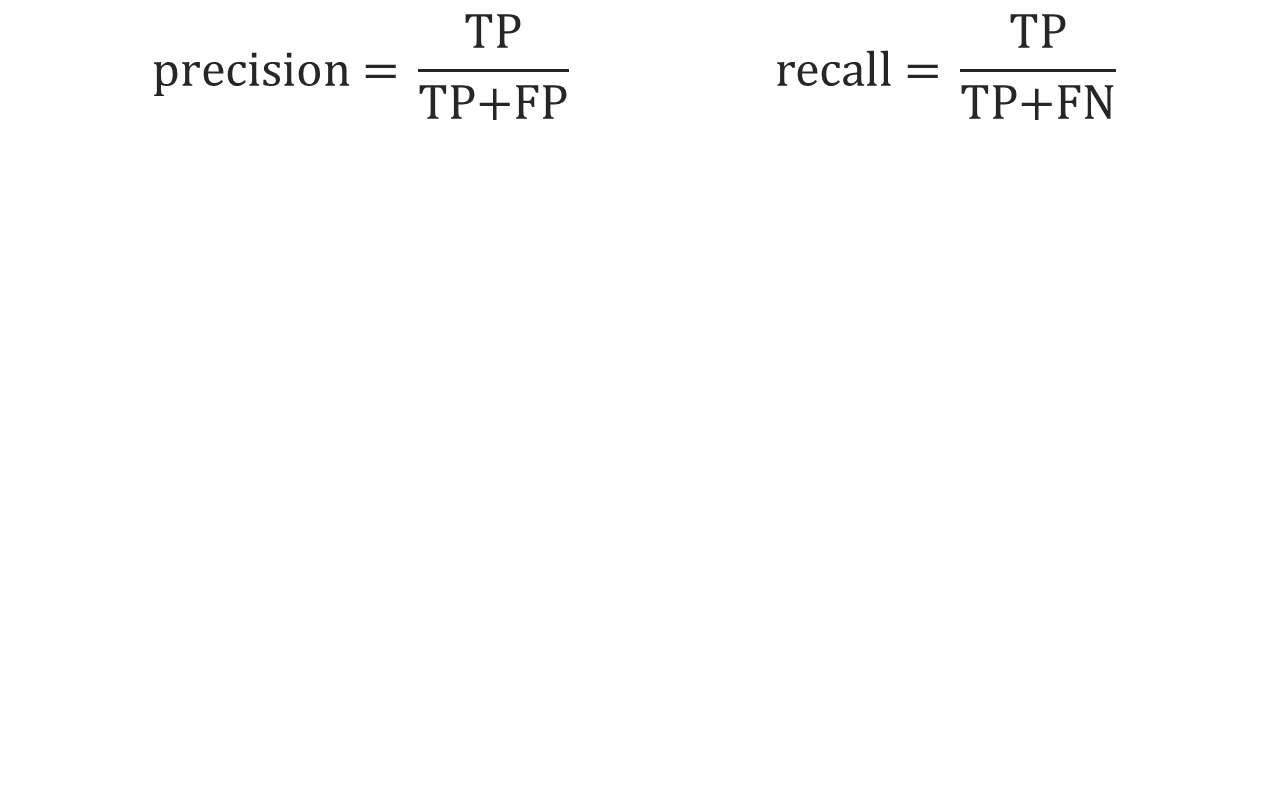 precision = TP/TP+FP
recall = TP/TP+FN